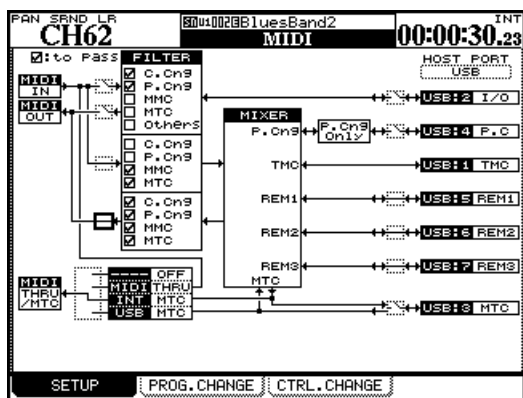 PAN SRND LR
CH62
SDu1002BBluesBand2
MIDI
INT
00:00:30.23
☑:to Pass
FILTER
HOST PORT
USB
MIDI IN
MIDI OUT
☑ C.Cng
☑ P.Cng
☐ MMC
☐ MTC
☐ Others
☐ C.Cng
☐ P.Cng
☑ MMC
☑ MTC
☑ C.Cng
☑ P.Cng
☑ MMC
☑ MTC
MIXER
P.Cng
P.Cng Only
TMC
REM1
REM2
REM3
MTC
USB:2 I/O
USB:4 P.C
USB:1 TMC
USB:5 REM1
USB:6 REM2
USB:7 REM3
USB:3 MTC
MIDI THRU /MTC
---- OFF
MIDI THRU
INT MTC
USB MTC
SETUP
PROG.CHANGE
CTRL.CHANGE